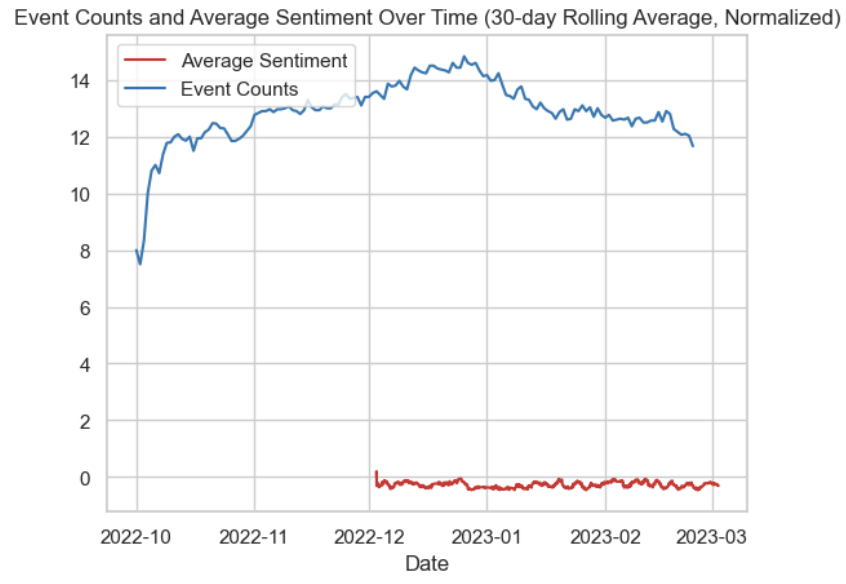 Event Counts and Average Sentiment Over Time (30-day Rolling Average, Normalized)
Average Sentiment
Event Counts
14
12
10
8
6
4
2
0
2022-10 2022-11 2022-12 2023-01 2023-02 2023-03
Date